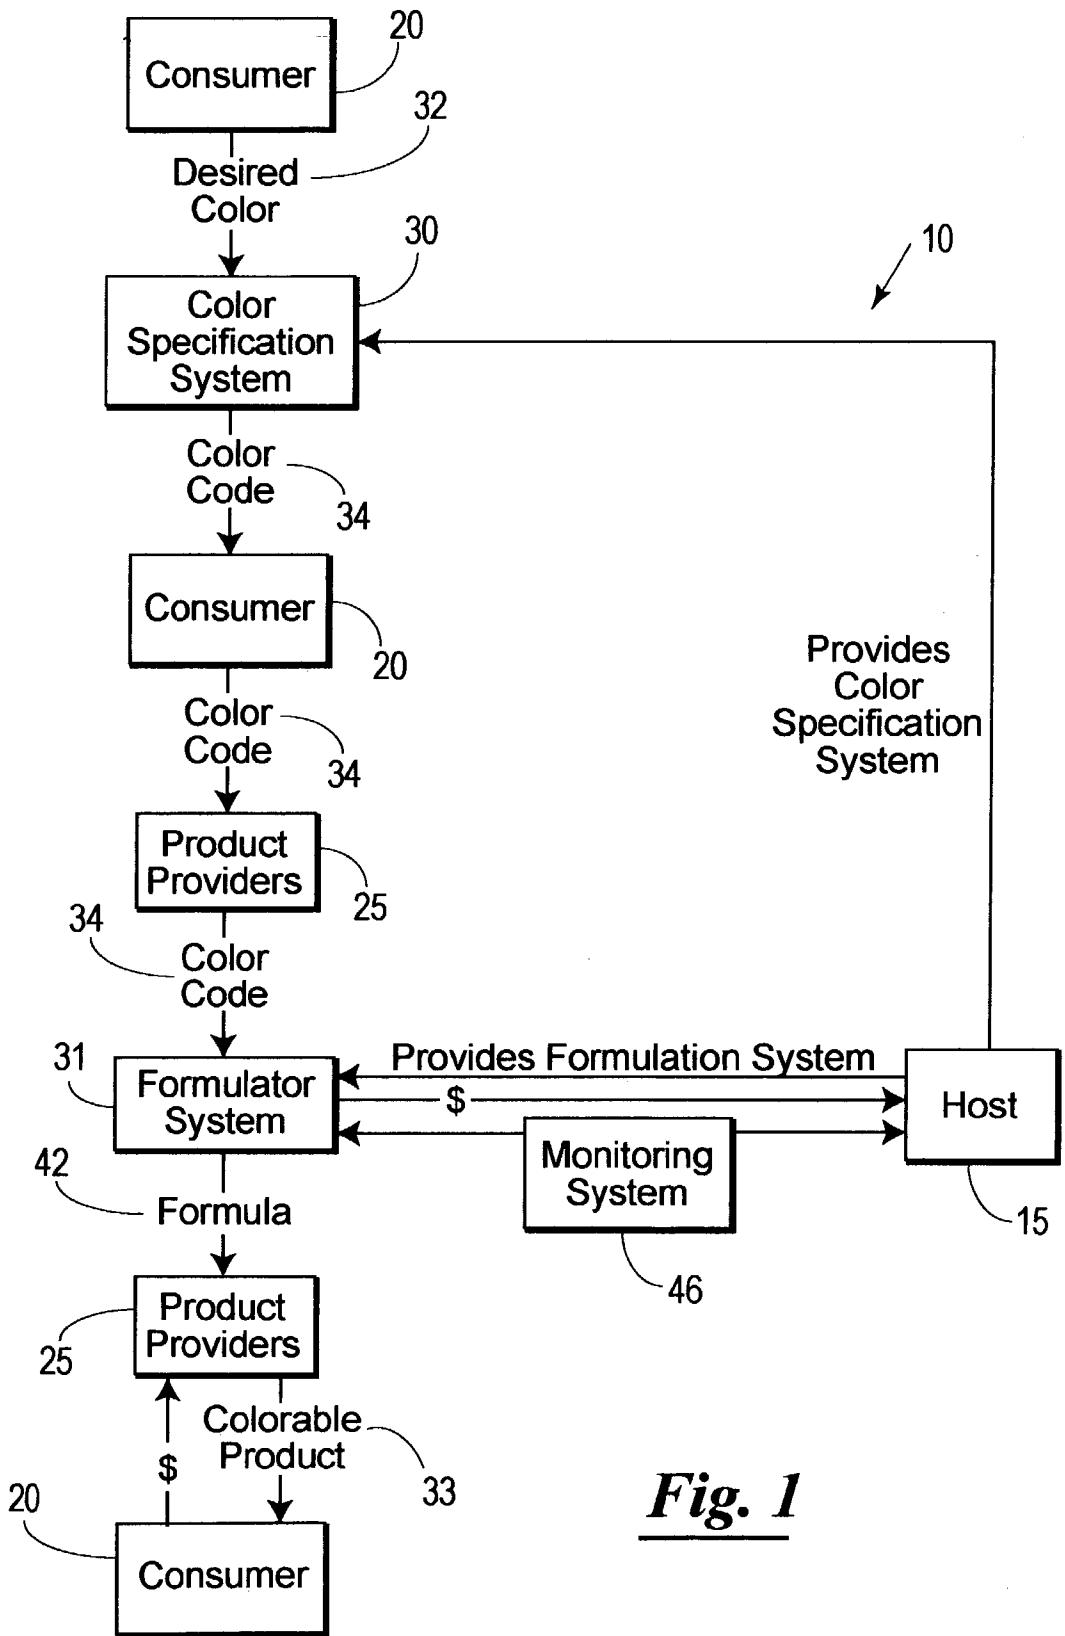 20
Consumer
32
Desired
Color
30
10
Color
Specification
System
Color
Code
34
Consumer
20
Provides
Color
Specification
System
Color
Code
34
Product
Providers
25
34
Color
Code
31
Formulator
System
Provides Formulation System
$
Host
Monitoring
System
42
Formula
15
46
Product
Providers
25
Colorable
Product
$
33
20
Consumer
Fig. 1